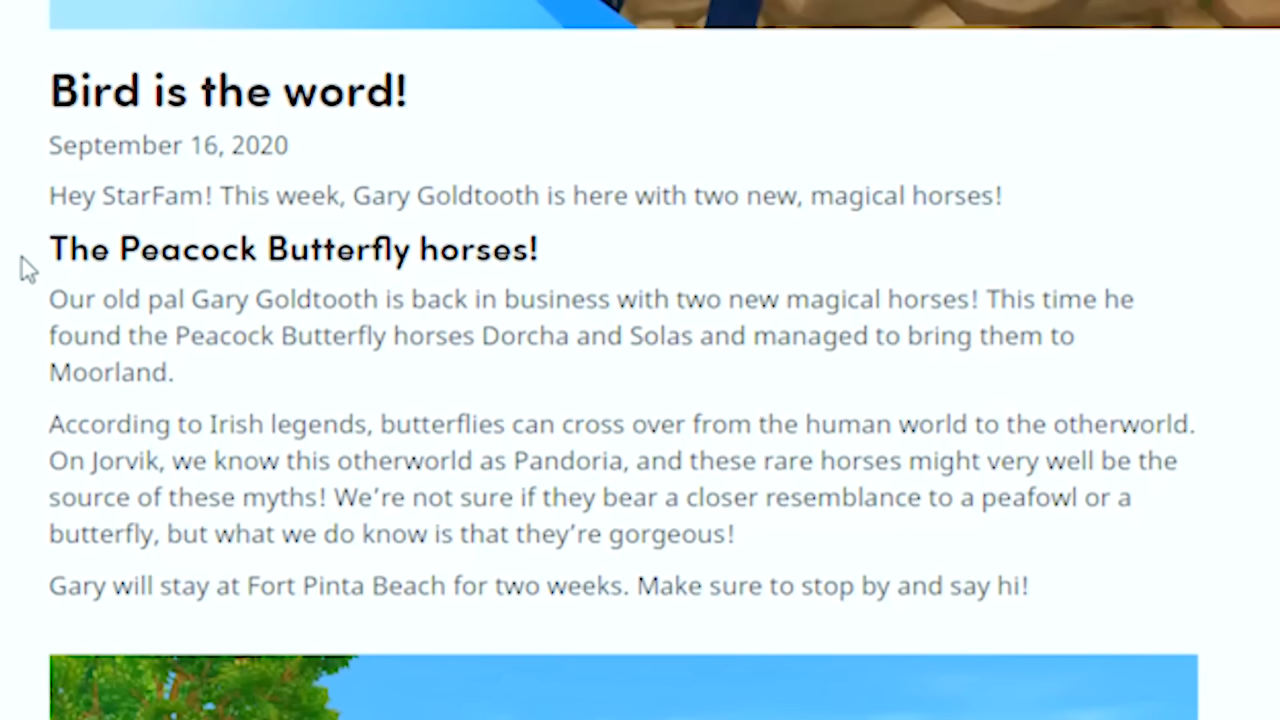 Bird is the word!
September 16, 2020
Hey StarFam! This week, Gary Goldtooth is here with two new, magical horses!
The Peacock Butterfly horses!
Our old pal Gary Goldtooth is back in business with two new magical horses! This time he
found the Peacock Butterfly horses Dorcha and Solas and managed to bring them to
Moorland.
According to Irish legends, butterflies can cross over from the human world to the otherworld.
On Jorvik, we know this otherworld as Pandoria, and these rare horses might very well be the
source of these myths! We’re not sure if they bear a closer resemblance to a peafowl or a
butterfly, but what we do know is that they’re gorgeous!
Gary will stay at Fort Pinta Beach for two weeks. Make sure to stop by and say hi!